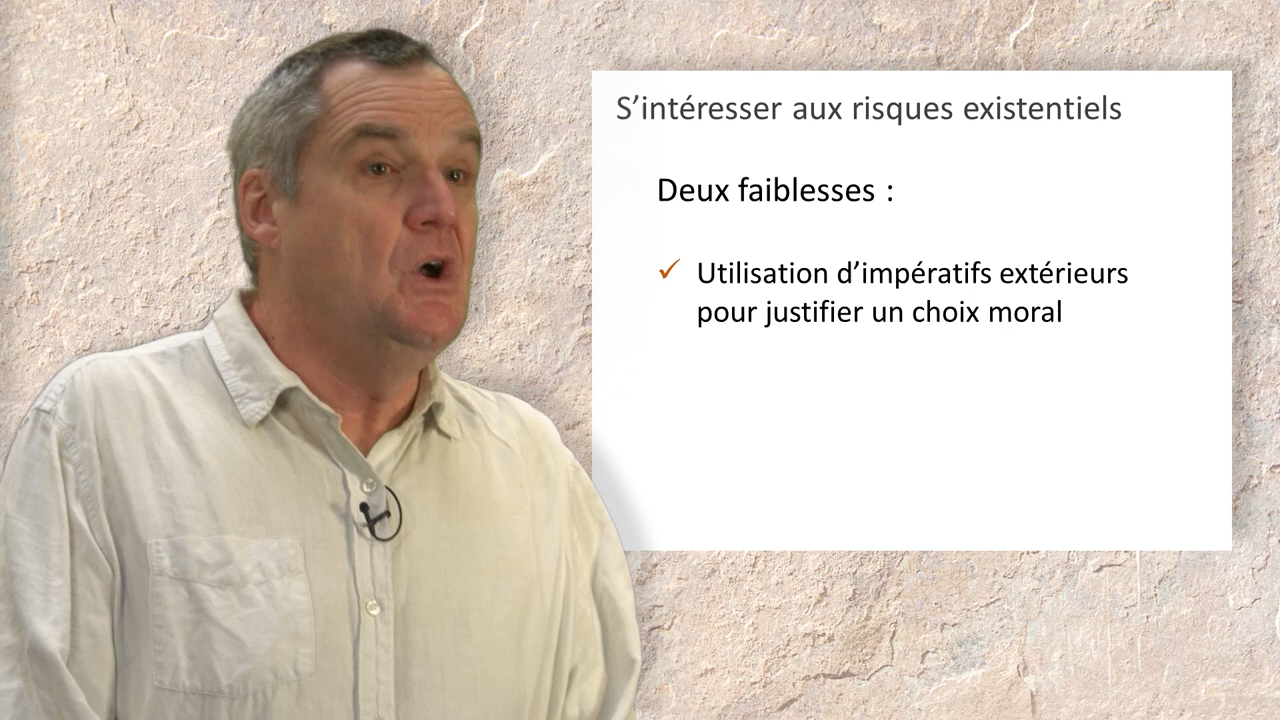 S’intéresser aux risques existentiels
Deux faiblesses :
✓ Utilisation d’impératifs extérieurs
pour justifier un choix moral